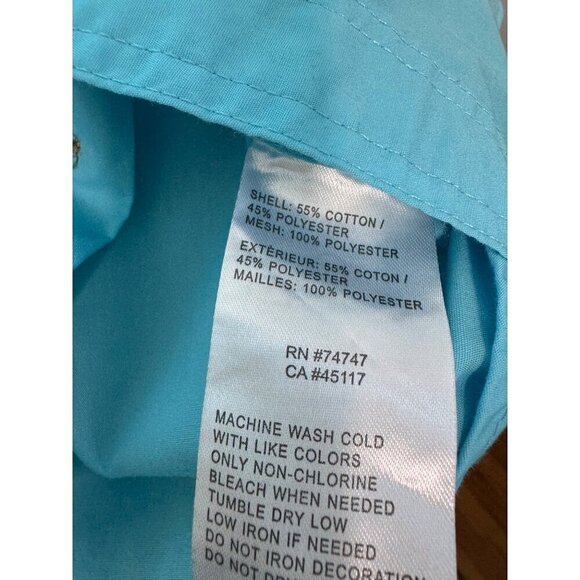 SHELL: 55% COTTON /
45% POLYESTER
MESH: 100% POLYESTER
EXTÉRIEUR: 55% COTON /
45% POLYESTER
MAILLES: 100% POLYESTER
RN #74747
CA #45117
MACHINE WASH COLD
WITH LIKE COLORS
ONLY NON-CHLORINE
BLEACH WHEN NEEDED
TUMBLE DRY LOW
LOW IRON IF NEEDED
DO NOT IRON DECORATION
DO NOT